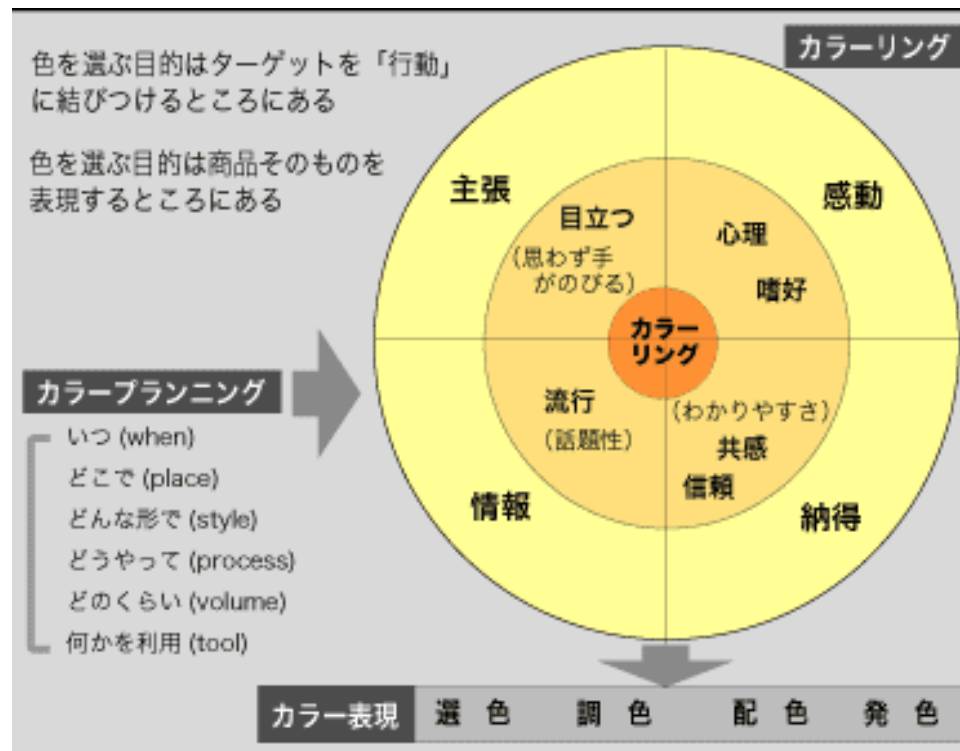 カラーリング
色を選ぶ目的はターゲットを「行動」
に結びつけるところにある
色を選ぶ目的は商品そのものを
表現するところにある
主張
感動
目立つ
(思わず手
がのびる)
心理
嗜好
カラー
リング
流行
(話題性)
(わかりやすさ)
共感
信頼
情報
納得
カラープランニング
いつ (when)
どこで (place)
どんな形で (style)
どうやって (process)
どのくらい (volume)
何かを利用 (tool)
カラー表現 選色 調色 配色 発色